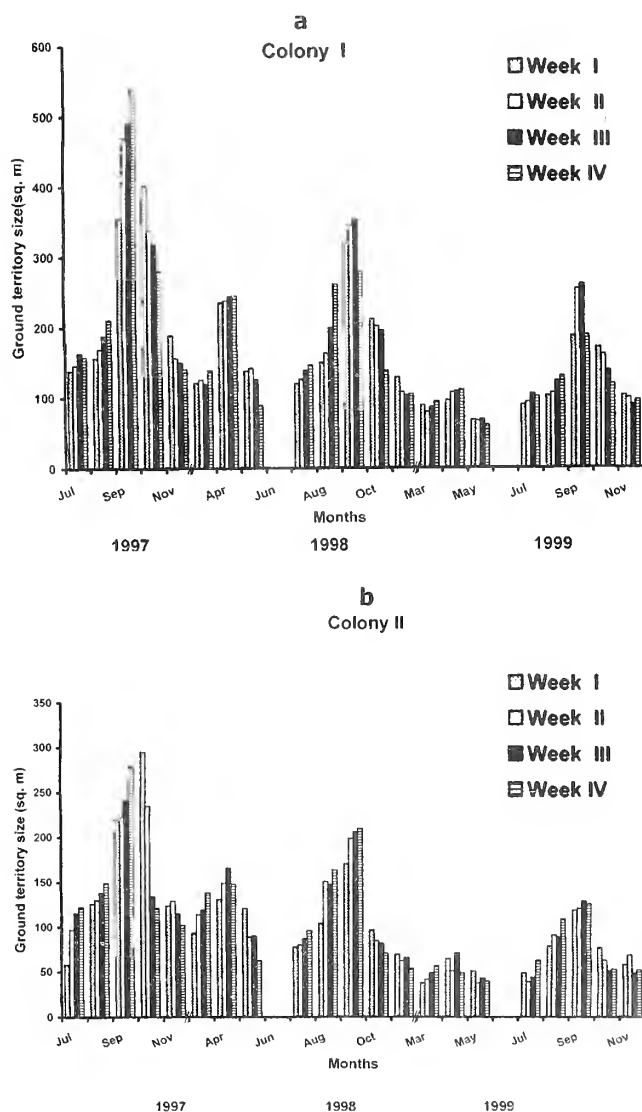 a
Colony I
Week I
Week II
Week III
Week IV
Ground territory size(sq. m)
600
500
400
300
200
100
0
Jul Sep Nov Apr Jun Aug Oct Mar May Jul Sep Nov
Months
1997 1998 1999
b
Colony II
Week I
Week II
Week III
Week IV
Ground territory size (sq. m)
350
300
250
200
150
100
50
0
Jul Sep Nov Apr Jun Aug Oct Mar May Jul Sep Nov
Months
1997 1998 1999